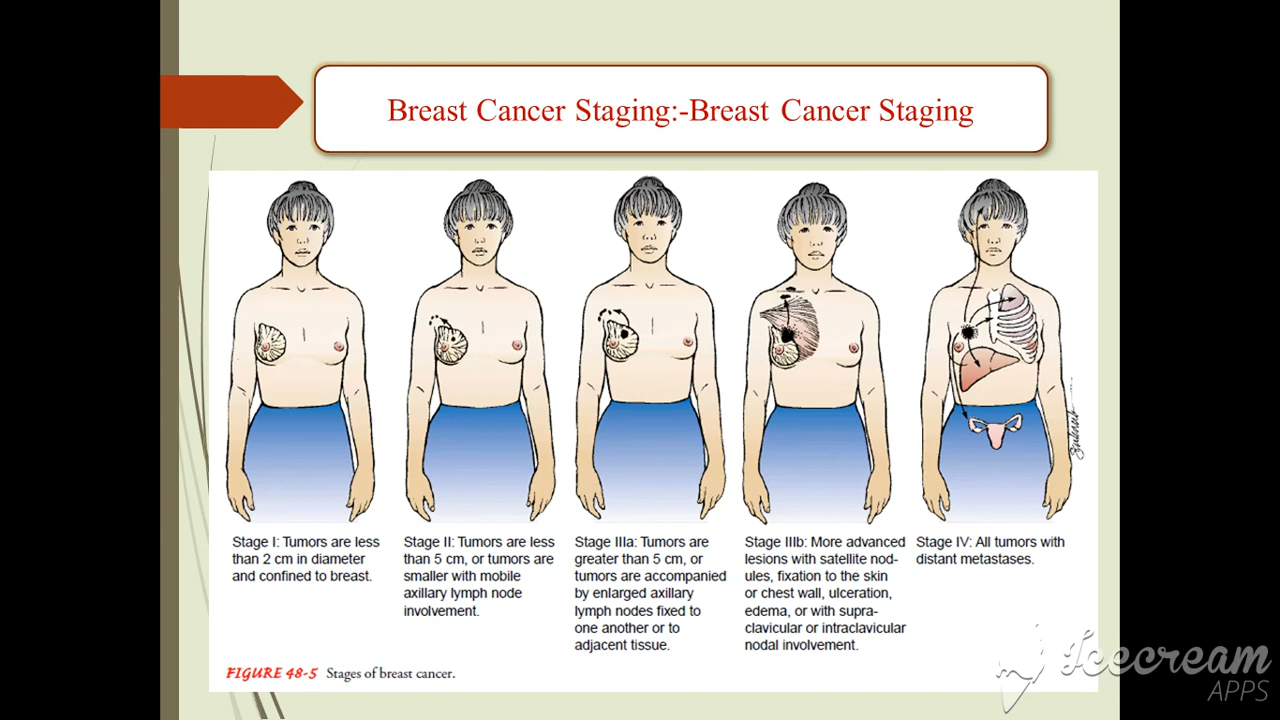 Breast Cancer Staging:-Breast Cancer Staging
Stage I: Tumors are less
than 2 cm in diameter
and confined to breast.
Stage II: Tumors are less
than 5 cm, or tumors are
smaller with mobile
axillary lymph node
involvement.
Stage IIIa: Tumors are
greater than 5 cm, or
tumors are accompanied
by enlarged axillary
lymph nodes fixed to
one another or to
adjacent tissue.
Stage IIIb: More advanced
lesions with satellite nod-
ules, fixation to the skin
or chest wall, ulceration,
edema, or with supra-
clavicular or intraclavicular
nodal involvement.
Stage IV: All tumors with
distant metastases.
FIGURE 48-5 Stages of breast cancer.
Icecream
APPS